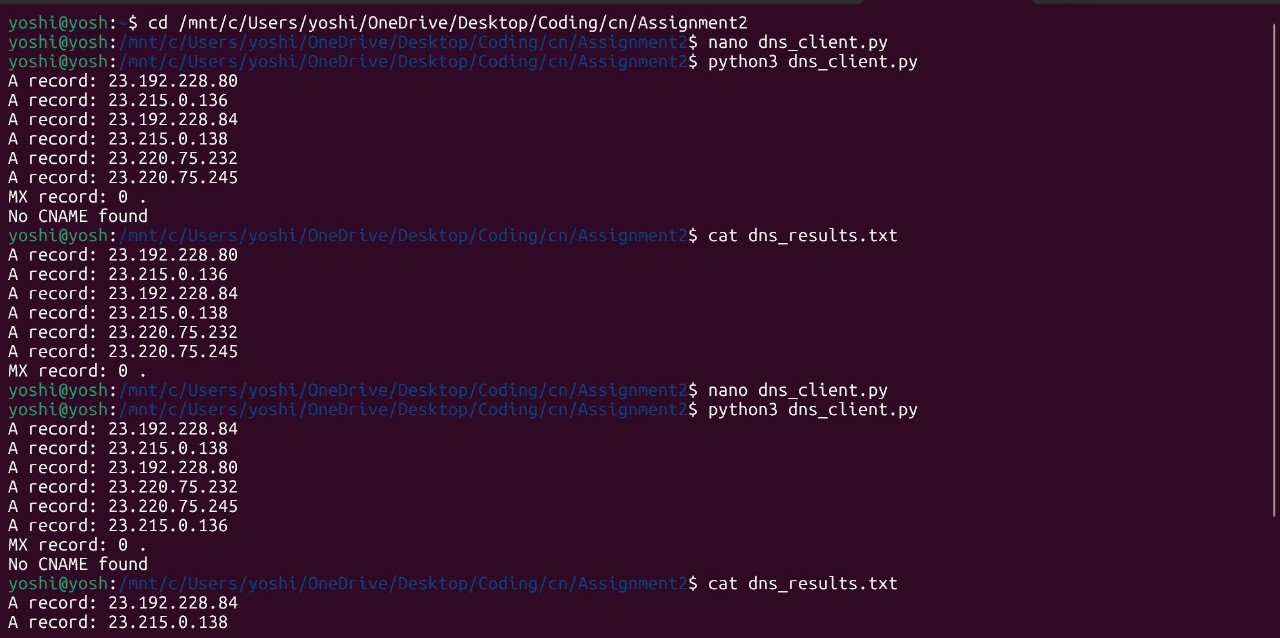 yoshi@yosh:~$ cd /mnt/c/Users/yoshi/OneDrive/Desktop/Coding/cn/Assignment2
yoshi@yosh:/mnt/c/Users/yoshi/OneDrive/Desktop/Coding/cn/Assignment2$ nano dns_client.py
yoshi@yosh:/mnt/c/Users/yoshi/OneDrive/Desktop/Coding/cn/Assignment2$ python3 dns_client.py
A record: 23.192.228.80
A record: 23.215.0.136
A record: 23.192.228.84
A record: 23.215.0.138
A record: 23.220.75.232
A record: 23.220.75.245
MX record: 0 .
No CNAME found
yoshi@yosh:/mnt/c/Users/yoshi/OneDrive/Desktop/Coding/cn/Assignment2$ cat dns_results.txt
A record: 23.192.228.80
A record: 23.215.0.136
A record: 23.192.228.84
A record: 23.215.0.138
A record: 23.220.75.232
A record: 23.220.75.245
MX record: 0 .
yoshi@yosh:/mnt/c/Users/yoshi/OneDrive/Desktop/Coding/cn/Assignment2$ nano dns_client.py
yoshi@yosh:/mnt/c/Users/yoshi/OneDrive/Desktop/Coding/cn/Assignment2$ python3 dns_client.py
A record: 23.192.228.84
A record: 23.215.0.138
A record: 23.192.228.80
A record: 23.220.75.232
A record: 23.220.75.245
A record: 23.215.0.136
MX record: 0 .
No CNAME found
yoshi@yosh:/mnt/c/Users/yoshi/OneDrive/Desktop/Coding/cn/Assignment2$ cat dns_results.txt
A record: 23.192.228.84
A record: 23.215.0.138